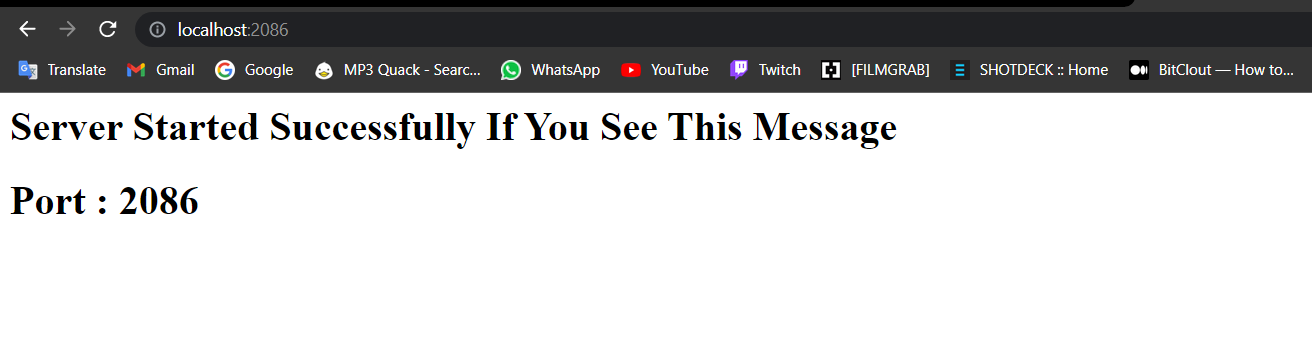 localhost:2086
Translate Gmail Google MP3 Quack - Searc... WhatsApp YouTube Twitch [FILMGRAB] SHOTDECK :: Home BitClout — How to...
Server Started Successfully If You See This Message
Port : 2086